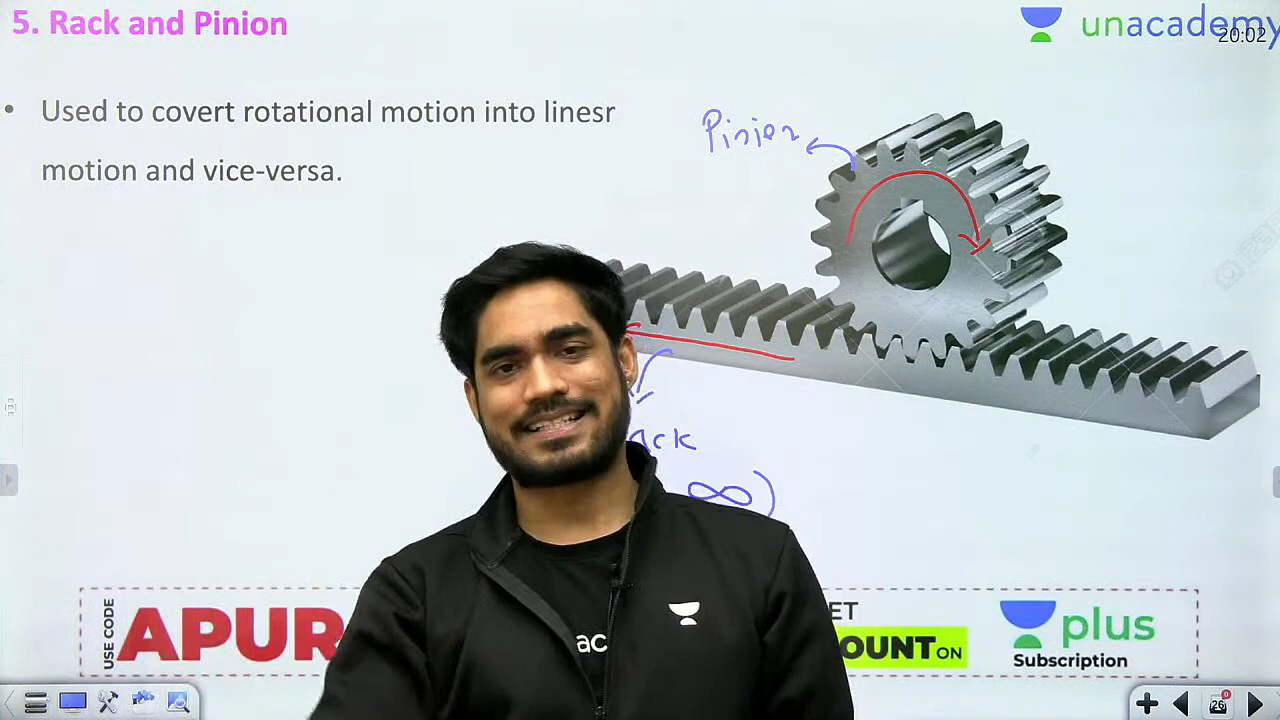 5. Rack and Pinion
unacademy
20:02
• Used to covert rotational motion into linesr
motion and vice-versa.
Pinion
ack
∞)
USE CODE
APUR
ET
OUNT ON
plus
Subscription
ac
26
0